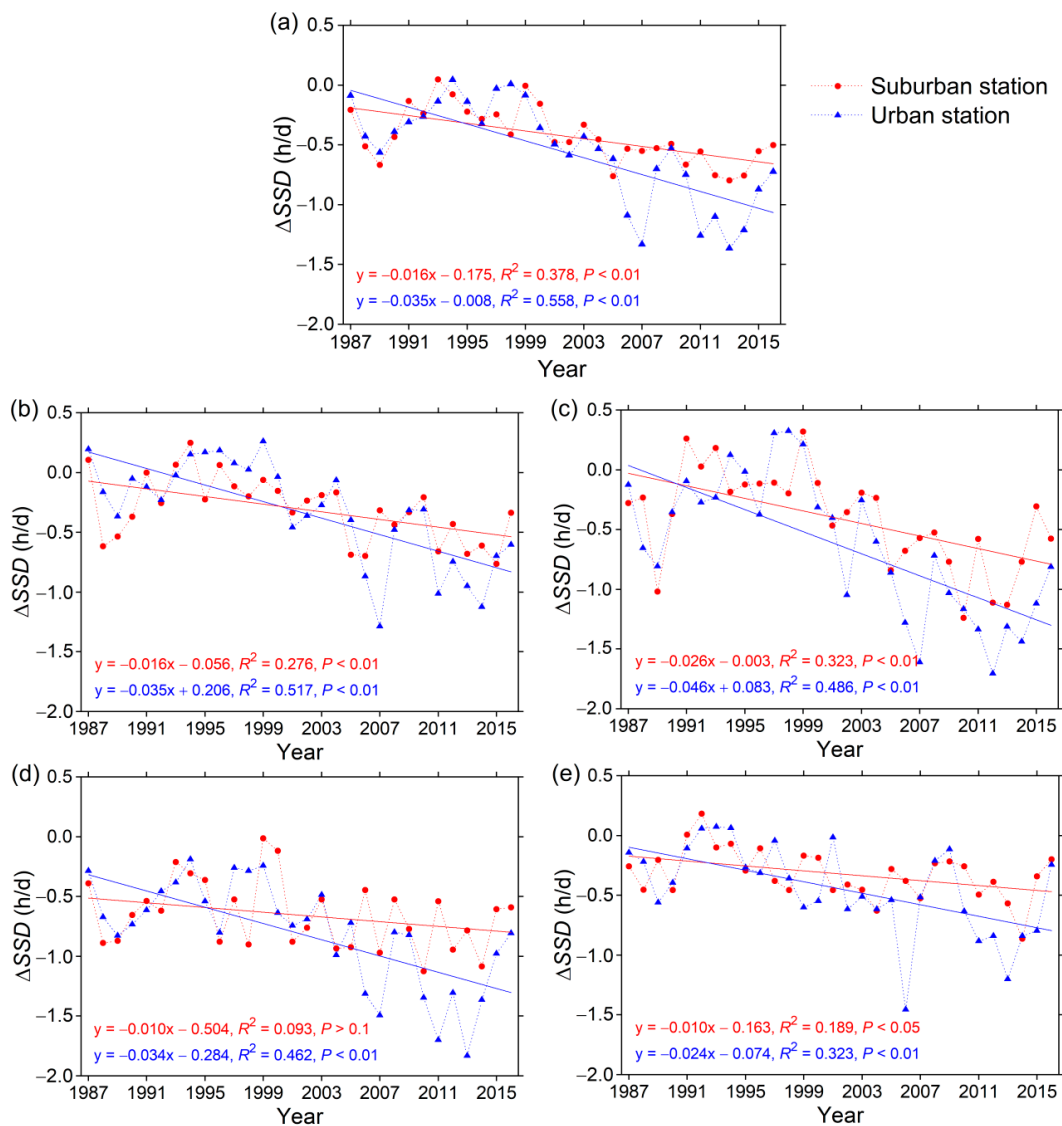 (a)
0.5
0.0
−0.5
−1.0
−1.5
−2.0
ΔSSD (h/d)
y = −0.016x − 0.175, R² = 0.378, P < 0.01
y = −0.035x − 0.008, R² = 0.558, P < 0.01
1987 1991 1995 1999 2003 2007 2011 2015
Year
Suburban station
Urban station
(b)
0.5
0.0
−0.5
−1.0
−1.5
−2.0
ΔSSD (h/d)
y = −0.016x − 0.056, R² = 0.276, P < 0.01
y = −0.035x + 0.206, R² = 0.517, P < 0.01
1987 1991 1995 1999 2003 2007 2011 2015
Year
(c)
0.5
0.0
−0.5
−1.0
−1.5
−2.0
ΔSSD (h/d)
y = −0.026x − 0.003, R² = 0.323, P < 0.01
y = −0.046x + 0.083, R² = 0.486, P < 0.01
1987 1991 1995 1999 2003 2007 2011 2015
Year
(d)
0.5
0.0
−0.5
−1.0
−1.5
−2.0
ΔSSD (h/d)
y = −0.010x − 0.504, R² = 0.093, P > 0.1
y = −0.034x − 0.284, R² = 0.462, P < 0.01
1987 1991 1995 1999 2003 2007 2011 2015
Year
(e)
0.5
0.0
−0.5
−1.0
−1.5
−2.0
ΔSSD (h/d)
y = −0.010x − 0.163, R² = 0.189, P < 0.05
y = −0.024x − 0.074, R² = 0.323, P < 0.01
1987 1991 1995 1999 2003 2007 2011 2015
Year